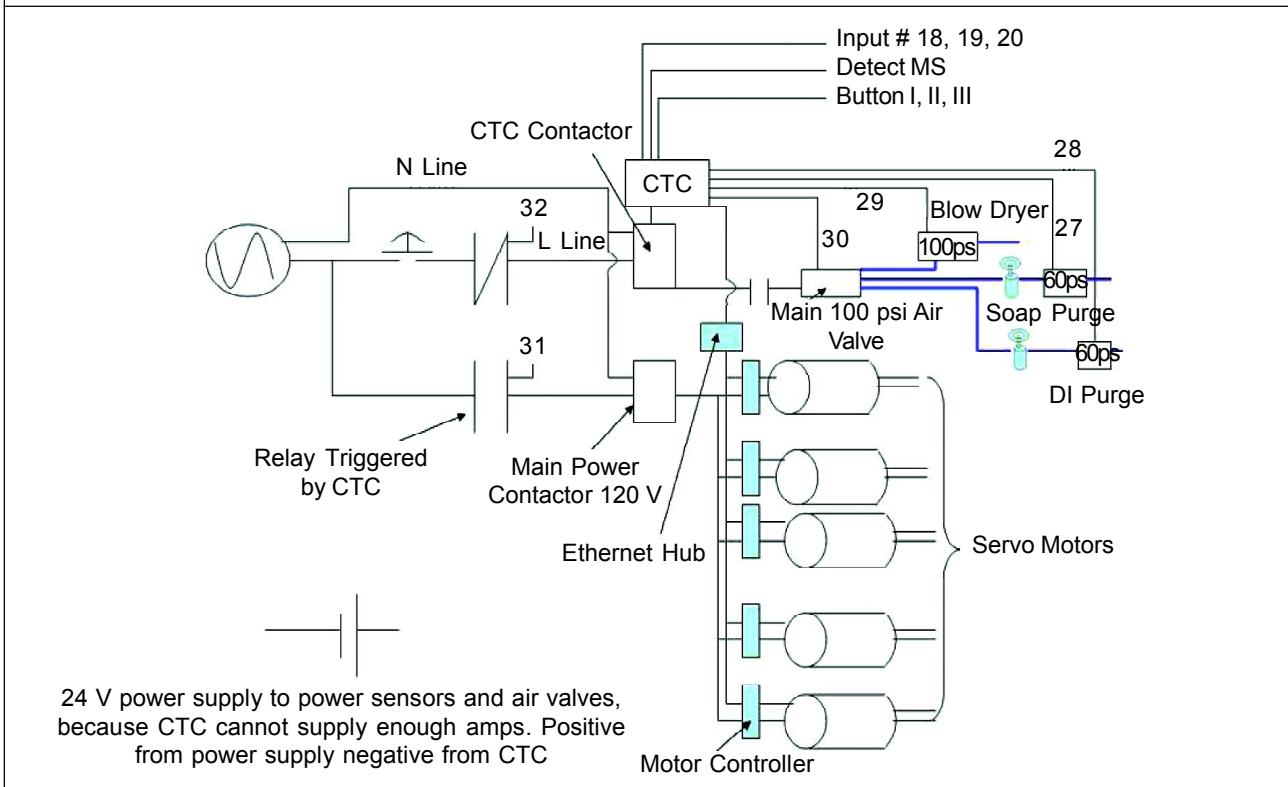 Input # 18, 19, 20
Detect MS
Button I, II, III
CTC Contactor
N Line
CTC
28
32
L Line
29
Blow Dryer
27
30
100ps
60ps
Main 100 psi Air
Valve
Soap Purge
31
60ps
DI Purge
Relay Triggered
by CTC
Main Power
Contactor 120 V
Ethernet Hub
Servo Motors
24 V power supply to power sensors and air valves,
because CTC cannot supply enough amps. Positive
from power supply negative from CTC
Motor Controller